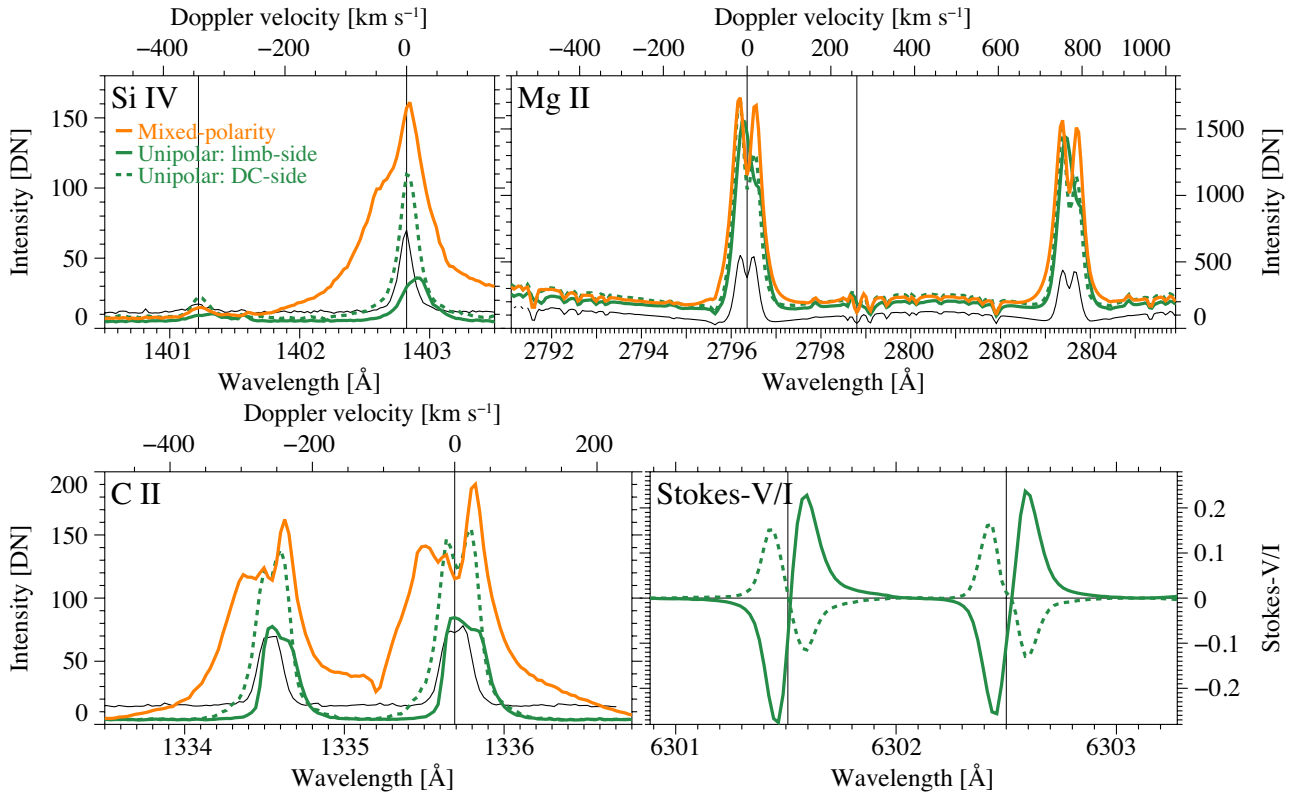 Doppler velocity [km s⁻¹]
−400 −200 0
Doppler velocity [km s⁻¹]
−400 −200 0 200 400 600 800 1000
Si IV
Mixed-polarity
Unipolar: limb-side
Unipolar: DC-side
Intensity [DN]
150
100
50
0
1401 1402 1403
Wavelength [Å]
Mg II
Intensity [DN]
1500
1000
500
0
2792 2794 2796 2798 2800 2802 2804
Wavelength [Å]
Doppler velocity [km s⁻¹]
−400 −200 0 200
C II
Intensity [DN]
200
150
100
50
0
1334 1335 1336
Wavelength [Å]
Stokes-V/I
Stokes-V/I
0.2
0.1
0
−0.1
−0.2
6301 6302 6303
Wavelength [Å]